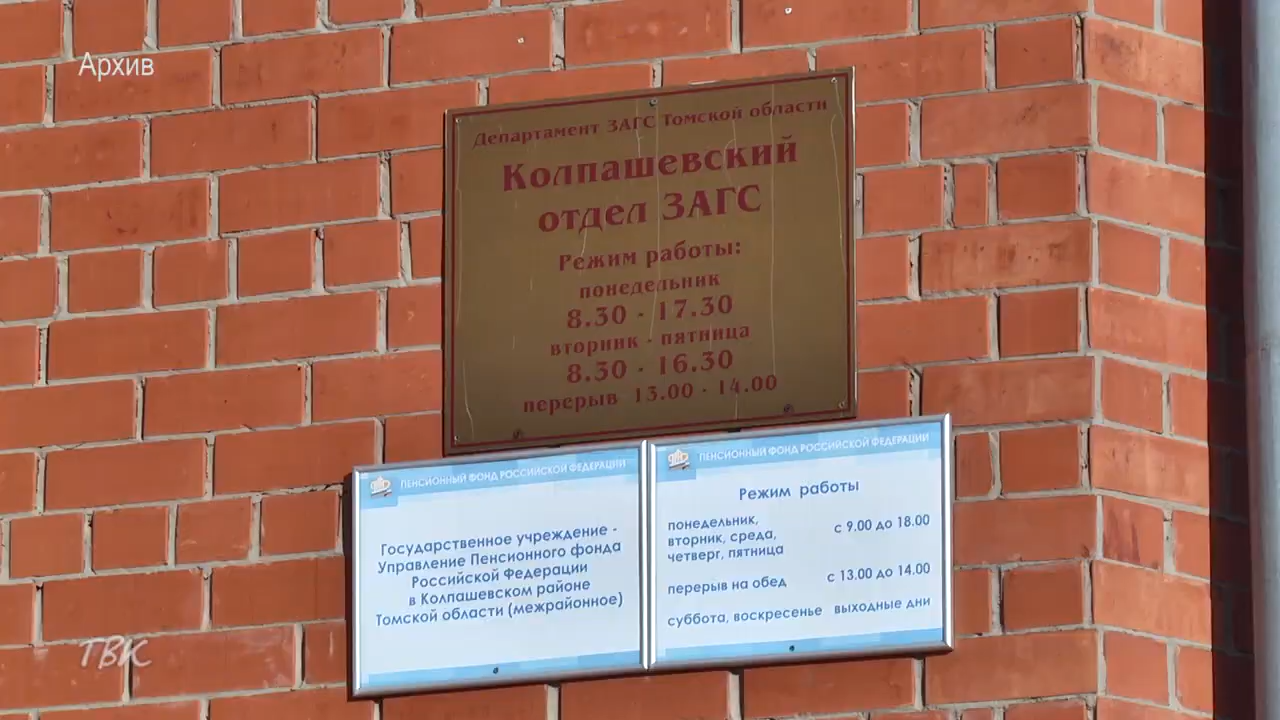 Архив
Департамент ЗАГС Томской области
Колпашевский
отдел ЗАГС
Режим работы:
понедельник
8.30 - 17.30
вторник - пятница
8.30 - 16.30
перерыв 13.00 - 14.00
ПЕНСИОННЫЙ ФОНД РОССИЙСКОЙ ФЕДЕРАЦИИ
Государственное учреждение -
Управление Пенсионного фонда
Российской Федерации
в Колпашевском районе
Томской области (межрайонное)
ПЕНСИОННЫЙ ФОНД РОССИЙСКОЙ ФЕДЕРАЦИИ
Режим работы
понедельник,
вторник, среда,
четверг, пятница
с 9.00 до 18.00
перерыв на обед с 13.00 до 14.00
суббота, воскресенье выходные дни
ТВК